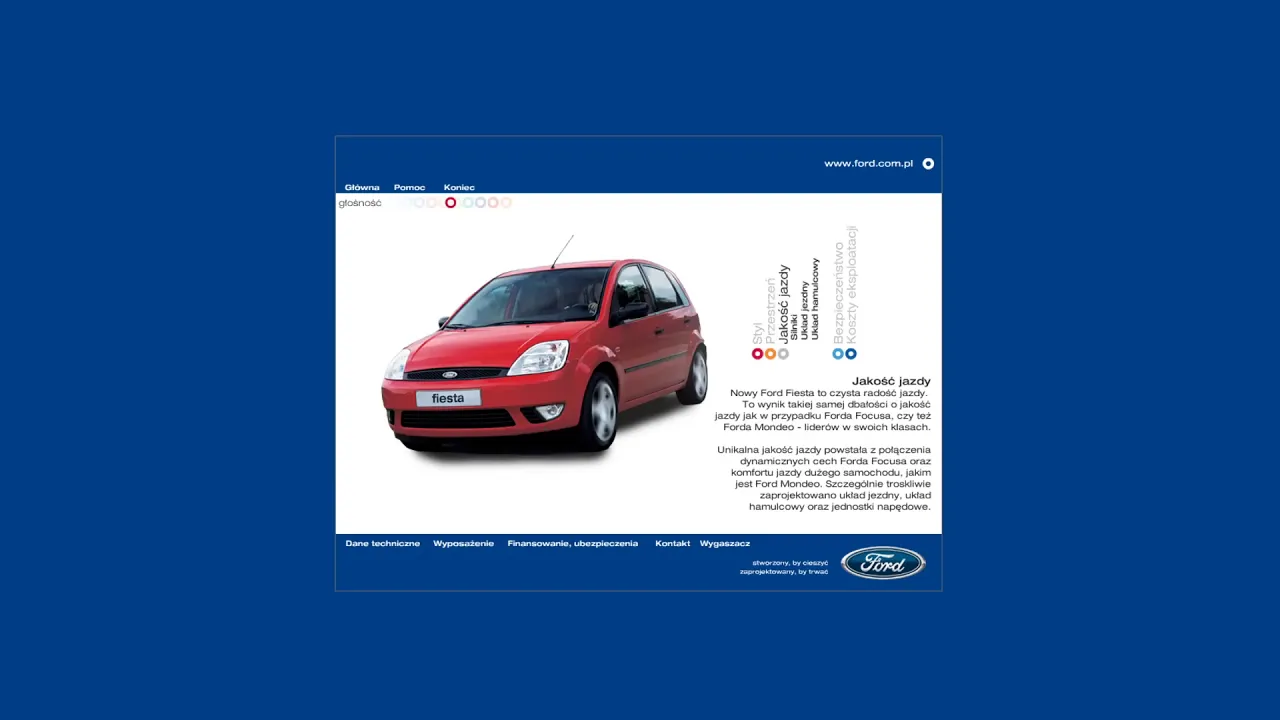 www.ford.com.pl
Główna Pomoc Koniec
głośność
Styl
Przestrzeń
Jakość jazdy
Silniki
Układ jezdny
Układ hamulcowy
Bezpieczeństwo
Koszty eksploatacji
fiesta
Jakość jazdy
Nowy Ford Fiesta to czysta radość jazdy.
To wynik takiej samej dbałości o jakość
jazdy jak w przypadku Forda Focusa, czy też
Forda Mondeo - liderów w swoich klasach.
Unikalna jakość jazdy powstała z połączenia
dynamicznych cech Forda Focusa oraz
komfortu jazdy dużego samochodu, jakim
jest Ford Mondeo. Szczególnie troskliwie
zaprojektowano układ jezdny, układ
hamulcowy oraz jednostki napędowe.
Dane techniczne Wyposażenie Finansowanie, ubezpieczenia Kontakt Wygaszacz
stworzony, by cieszyć
zaprojektowany, by trwać
Ford